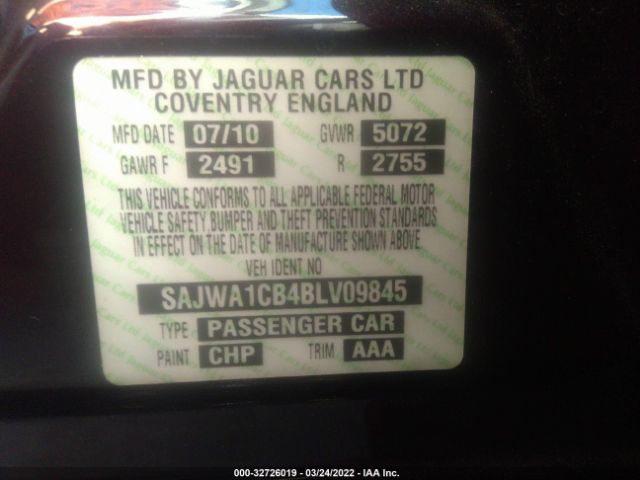 MFD BY JAGUAR CARS LTD
COVENTRY ENGLAND
MFD DATE 07/10 GVWR 5072
GAWR F 2491 R 2755
THIS VEHICLE CONFORMS TO ALL APPLICABLE FEDERAL MOTOR
VEHICLE SAFETY BUMPER AND THEFT PREVENTION STANDARDS
IN EFFECT ON THE DATE OF MANUFACTURE SHOWN ABOVE
VEH IDENT NO
SAJWA1CB4BLV09845
TYPE PASSENGER CAR
PAINT CHP TRIM AAA
000-32726019 - 03/24/2022 - IAA Inc.